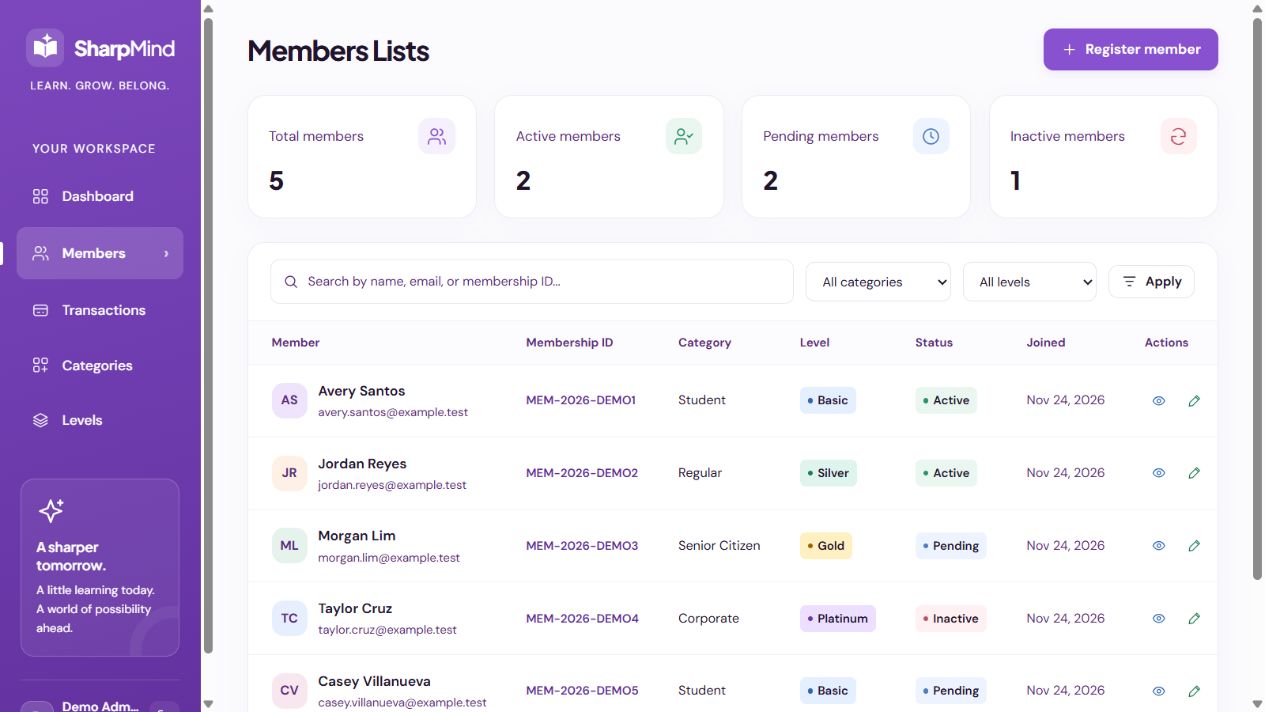 SharpMind
LEARN. GROW. BELONG.
YOUR WORKSPACE
Dashboard
Members ›
Transactions
Categories
Levels
A sharper
tomorrow.
A little learning today.
A world of possibility
ahead.
Demo Adm...
Members Lists
+ Register member
Total members
5
Active members
2
Pending members
2
Inactive members
1
Search by name, email, or membership ID...
All categories
All levels
Apply
Member Membership ID Category Level Status Joined Actions
AS Avery Santos MEM-2026-DEMO1 Student Basic Active Nov 24, 2026
avery.santos@example.test
JR Jordan Reyes MEM-2026-DEMO2 Regular Silver Active Nov 24, 2026
jordan.reyes@example.test
ML Morgan Lim MEM-2026-DEMO3 Senior Citizen Gold Pending Nov 24, 2026
morgan.lim@example.test
TC Taylor Cruz MEM-2026-DEMO4 Corporate Platinum Inactive Nov 24, 2026
taylor.cruz@example.test
CV Casey Villanueva MEM-2026-DEMO5 Student Basic Pending Nov 24, 2026
casey.villanueva@example.test